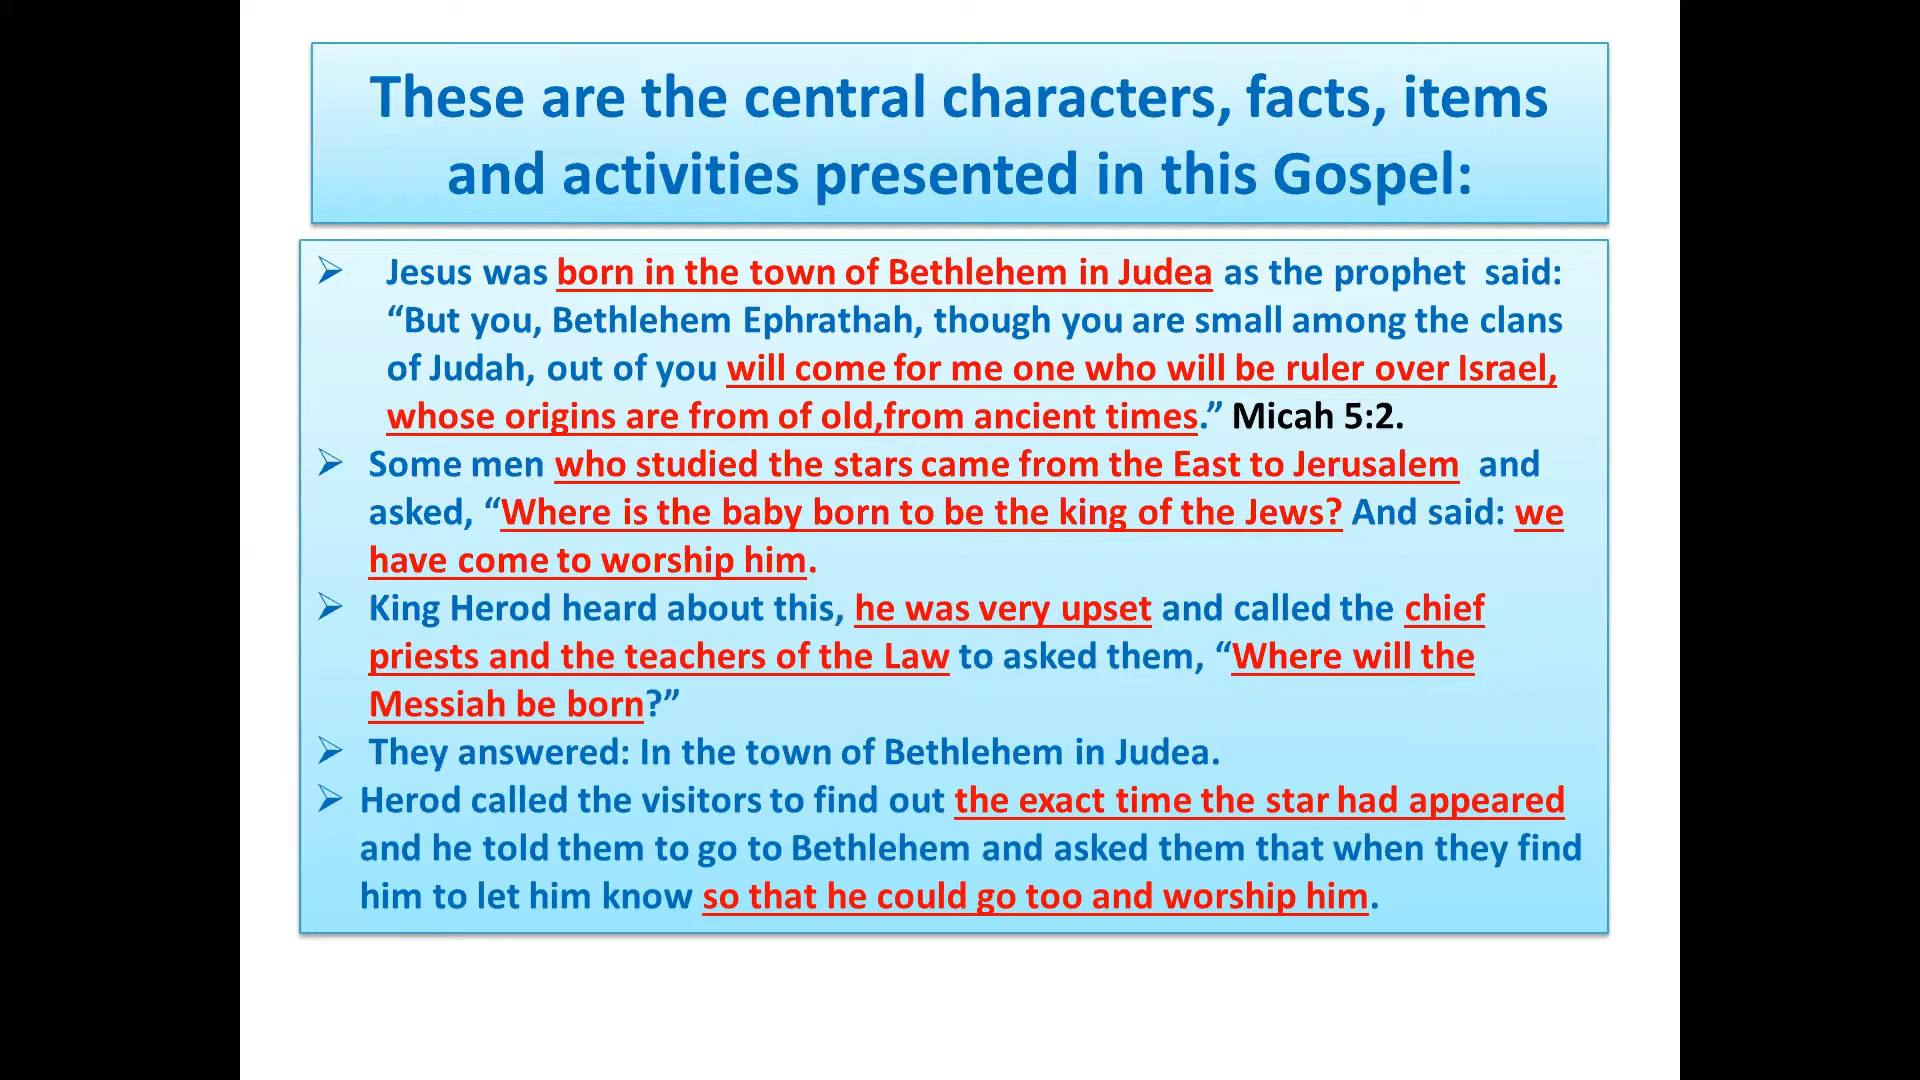 These are the central characters, facts, items
and activities presented in this Gospel:
➢ Jesus was born in the town of Bethlehem in Judea as the prophet said:
“But you, Bethlehem Ephrathah, though you are small among the clans
of Judah, out of you will come for me one who will be ruler over Israel,
whose origins are from of old,from ancient times.” Micah 5:2.
➢ Some men who studied the stars came from the East to Jerusalem and
asked, “Where is the baby born to be the king of the Jews? And said: we
have come to worship him.
➢ King Herod heard about this, he was very upset and called the chief
priests and the teachers of the Law to asked them, “Where will the
Messiah be born?”
➢ They answered: In the town of Bethlehem in Judea.
➢ Herod called the visitors to find out the exact time the star had appeared
and he told them to go to Bethlehem and asked them that when they find
him to let him know so that he could go too and worship him.